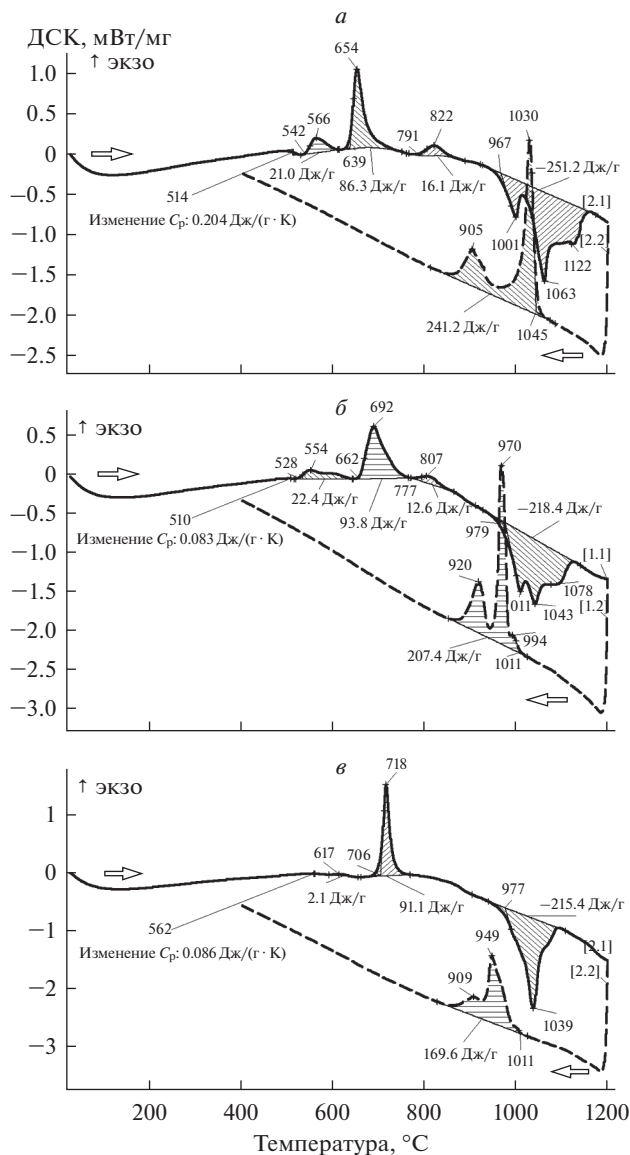 а
ДСК, мВт/мг
↑ экзо
654
1030
1.0
0.5
0
−0.5
−1.0
−1.5
−2.0
−2.5
542
566
639
791
822
967
−251.2 Дж/г
514
21.0 Дж/г
86.3 Дж/г
16.1 Дж/г
[2.1]
Изменение Cр: 0.204 Дж/(г · К)
905
1001
[2.2]
1122
1063
241.2 Дж/г
1045
б
↑ экзо
692
970
0.5
0
−0.5
−1.0
−1.5
−2.0
−2.5
−3.0
528
554
662
807
777
22.4 Дж/г
12.6 Дж/г
−218.4 Дж/г
510
93.8 Дж/г
979
Изменение Cр: 0.083 Дж/(г · К)
[1.1]
920
1078
011
1043
[1.2]
994
207.4 Дж/г
1011
в
↑ экзо
718
1
0
−1
−2
−3
617
706
977
2.1 Дж/г
91.1 Дж/г
−215.4 Дж/г
562
949
[2.1]
Изменение Cр: 0.086 Дж/(г · К)
[2.2]
909
1039
169.6 Дж/г
1011
200
400
600
800
1000
1200
Температура, °C